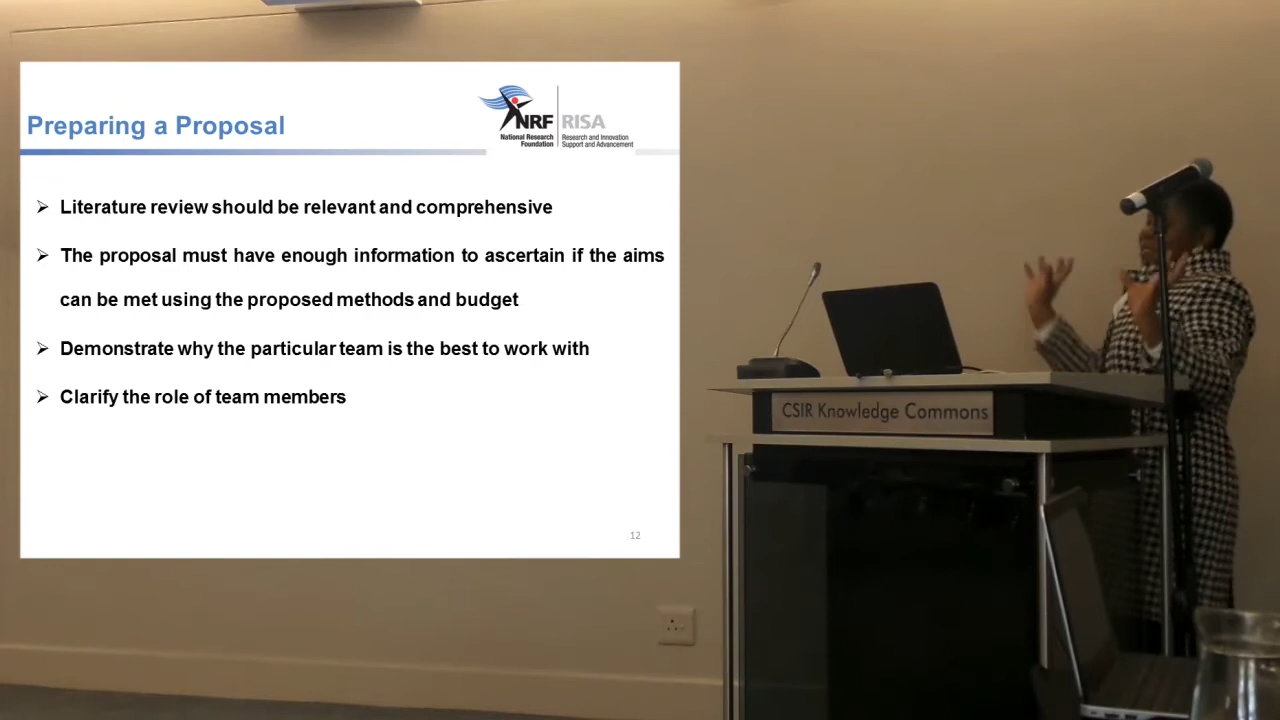 Preparing a Proposal
NRF
RISA
National Research
Foundation
Research and Innovation
Support and Advancement
Literature review should be relevant and comprehensive
The proposal must have enough information to ascertain if the aims
can be met using the proposed methods and budget
Demonstrate why the particular team is the best to work with
Clarify the role of team members
12
CSIR Knowledge Commons